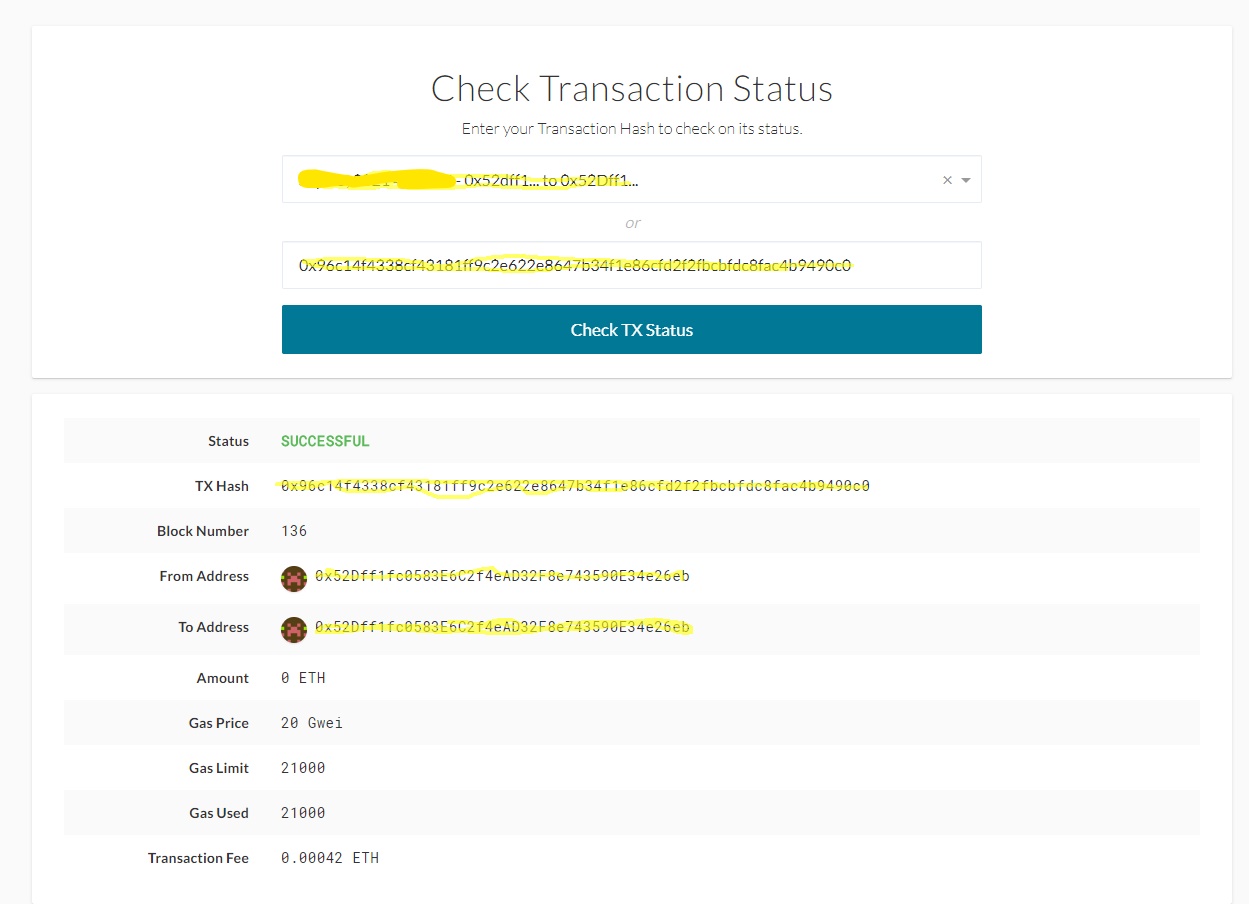 Check Transaction Status
Enter your Transaction Hash to check on its status.
- 0x52dff1... to 0x52Dff1...
or
0x96c14f4338cf43181ff9c2e622e8647b34f1e86cfd2f2fbcbfdc8fac4b9490c0
Check TX Status
Status SUCCESSFUL
TX Hash 0x96c14f4338cf43181ff9c2e622e8647b34f1e86cfd2f2fbcbfdc8fac4b9490c0
Block Number 136
From Address 0x52Dff1fc0583E6C2f4eAD32F8e743590E34e26eb
To Address 0x52Dff1fc0583E6C2f4eAD32F8e743590E34e26eb
Amount 0 ETH
Gas Price 20 Gwei
Gas Limit 21000
Gas Used 21000
Transaction Fee 0.00042 ETH